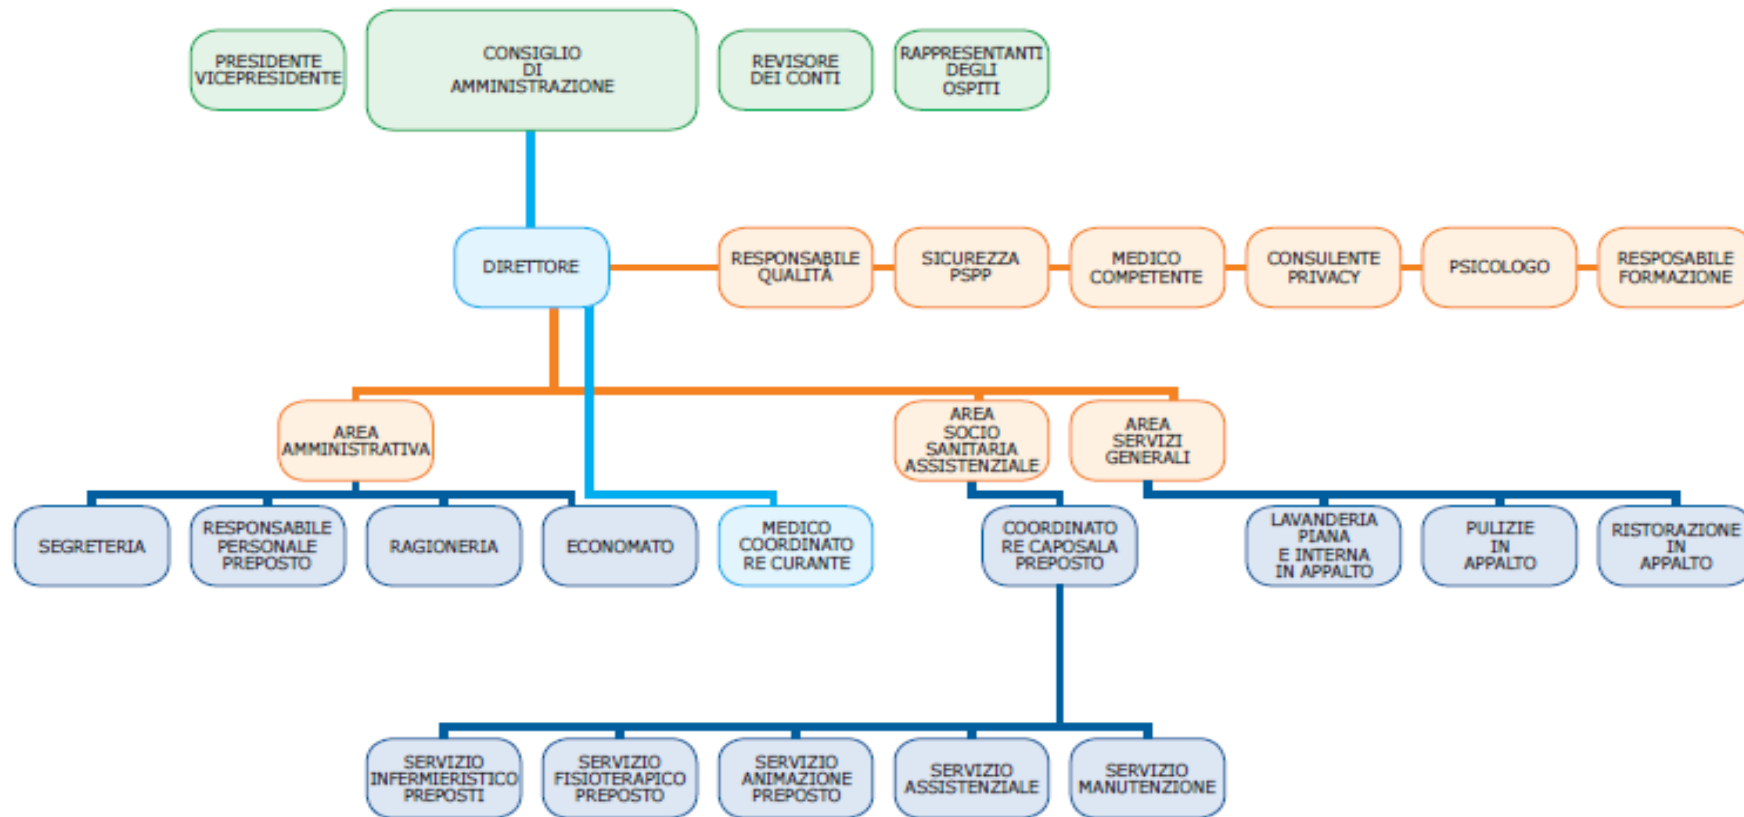 PRESIDENTE
VICEPRESIDENTE
CONSIGLIO
DI
AMMINISTRAZIONE
REVISORE
DEI CONTI
RAPPRESENTANTI
DEGLI
OSPITI
DIRETTORE
RESPONSABILE
QUALITÁ
SICUREZZA
PSPP
MEDICO
COMPETENTE
CONSULENTE
PRIVACY
PSICOLOGO
RESPOSABILE
FORMAZIONE
AREA
AMMINISTRATIVA
AREA
SOCIO
SANITARIA
ASSISTENZIALE
AREA
SERVIZI
GENERALI
SEGRETERIA
RESPONSABILE
PERSONALE
PREPOSTO
RAGIONERIA
ECONOMATO
MEDICO
COORDINATO
RE CURANTE
COORDINATO
RE CAPOSALA
PREPOSTO
LAVANDERIA
PIANA
E INTERNA
IN APPALTO
PULIZIE
IN
APPALTO
RISTORAZIONE
IN
APPALTO
SERVIZIO
INFERMIERISTICO
PREPOSTI
SERVIZIO
FISIOTERAPICO
PREPOSTO
SERVIZIO
ANIMAZIONE
PREPOSTO
SERVIZIO
ASSISTENZIALE
SERVIZIO
MANUTENZIONE